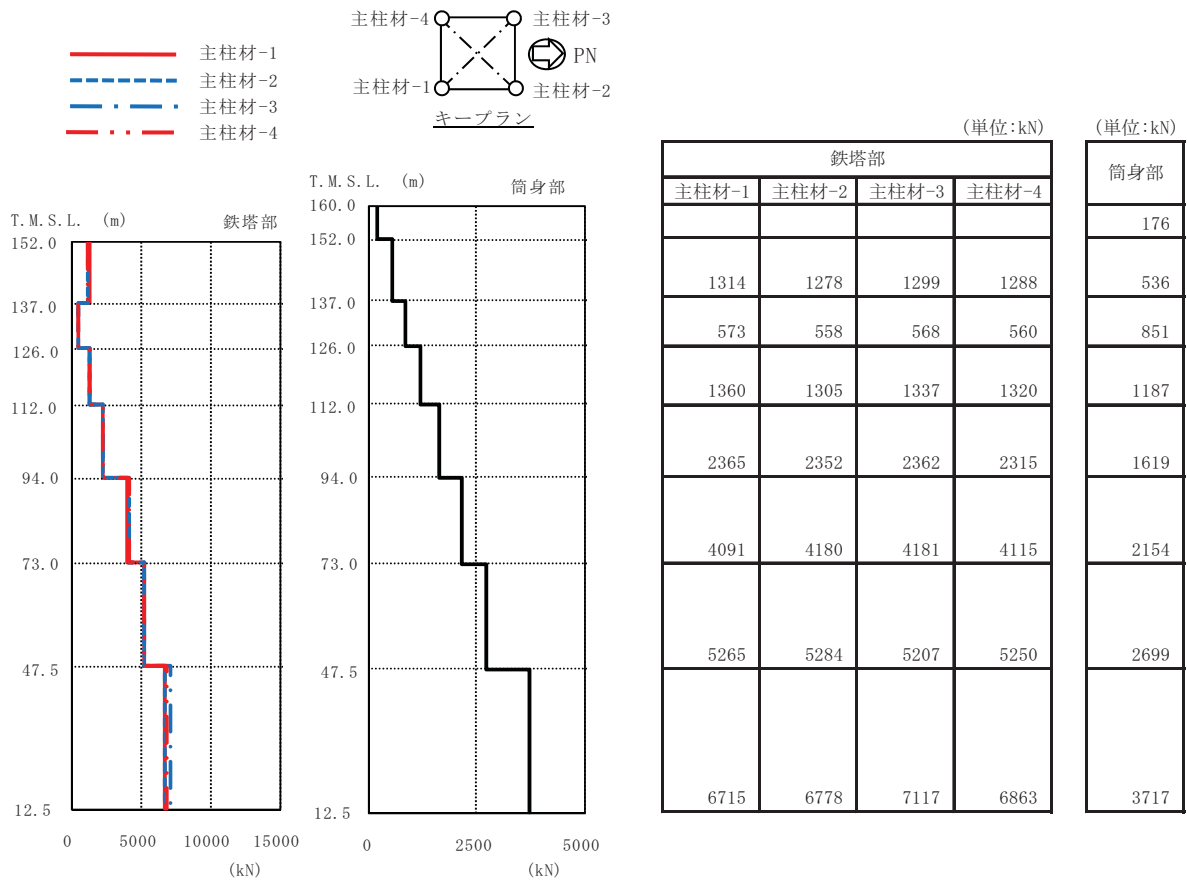 主柱材-1
主柱材-2
主柱材-3
主柱材-4
主柱材-4
主柱材-3
PN
主柱材-1
主柱材-2
キープラン
T.M.S.L. (m) 鉄塔部
152.0
137.0
126.0
112.0
94.0
73.0
47.5
12.5
0 5000 10000 15000
(kN)
T.M.S.L. (m) 筒身部
160.0
152.0
137.0
126.0
112.0
94.0
73.0
47.5
12.5
0 2500 5000
(kN)
(単位:kN) (単位:kN)
鉄塔部 筒身部
主柱材-1 主柱材-2 主柱材-3 主柱材-4
176
1314 1278 1299 1288 536
573 558 568 560 851
1360 1305 1337 1320 1187
2365 2352 2362 2315 1619
4091 4180 4181 4115 2154
5265 5284 5207 5250 2699
6715 6778 7117 6863 3717